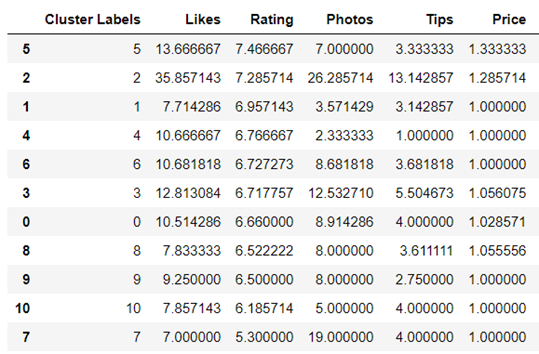 Cluster Labels Likes Rating Photos Tips Price
5 5 13.666667 7.466667 7.000000 3.333333 1.333333
2 2 35.857143 7.285714 26.285714 13.142857 1.285714
1 1 7.714286 6.957143 3.571429 3.142857 1.000000
4 4 10.666667 6.766667 2.333333 1.000000 1.000000
6 6 10.681818 6.727273 8.681818 3.681818 1.000000
3 3 12.813084 6.717757 12.532710 5.504673 1.056075
0 0 10.514286 6.660000 8.914286 4.000000 1.028571
8 8 7.833333 6.522222 8.000000 3.611111 1.055556
9 9 9.250000 6.500000 8.000000 2.750000 1.000000
10 10 7.857143 6.185714 5.000000 4.000000 1.000000
7 7 7.000000 5.300000 19.000000 4.000000 1.000000